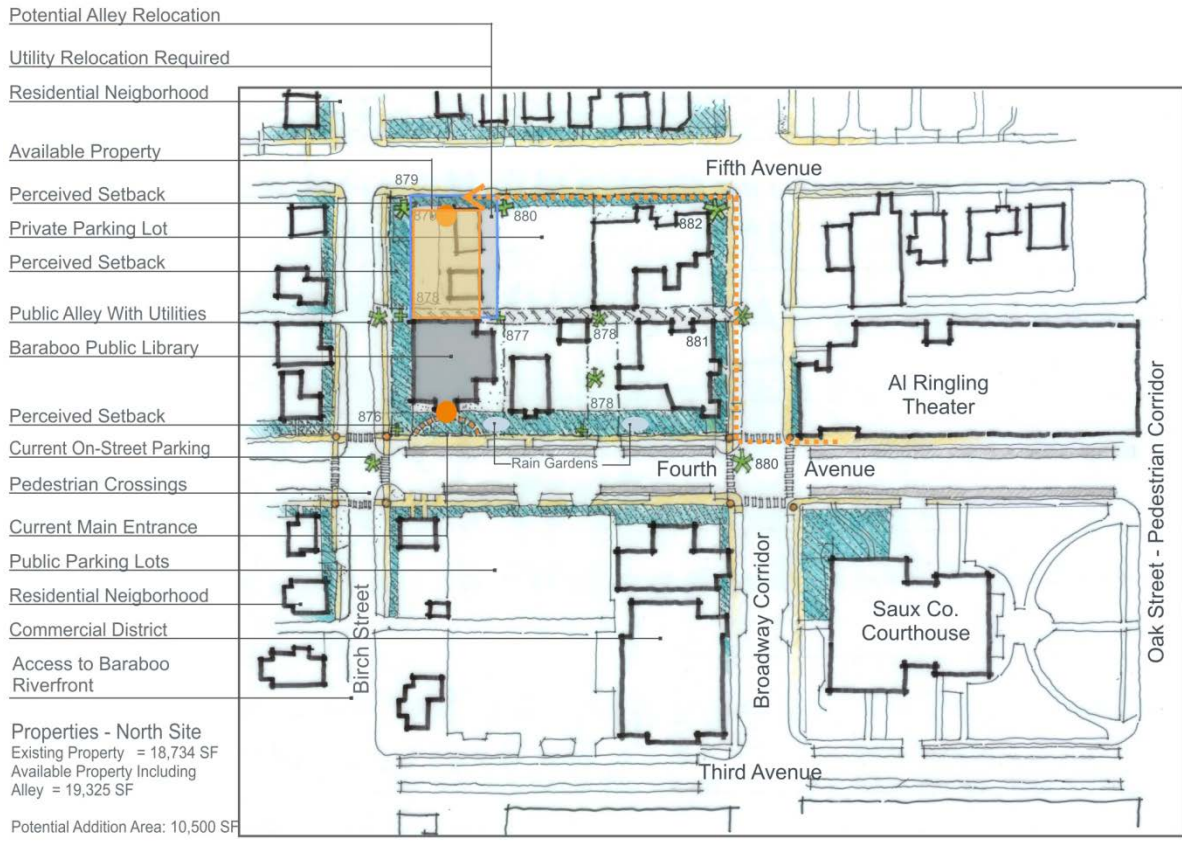 Potential Alley Relocation
Utility Relocation Required
Residential Neigborhood
Available Property
Perceived Setback
Private Parking Lot
Perceived Setback
Public Alley With Utilities
Baraboo Public Library
Perceived Setback
Current On-Street Parking
Pedestrian Crossings
Current Main Entrance
Public Parking Lots
Residential Neigborhood
Commercial District
Access to Baraboo
Riverfront
Properties - North Site
Existing Property = 18,734 SF
Available Property Including
Alley = 19,325 SF
Potential Addition Area: 10,500 SF
Fifth Avenue
879
880
882
878
877
878
881
Al Ringling
Theater
876
878
Rain Gardens
Fourth
880
Avenue
Birch Street
Broadway Corridor
Saux Co.
Courthouse
Oak Street - Pedestrian Corridor
Third Avenue